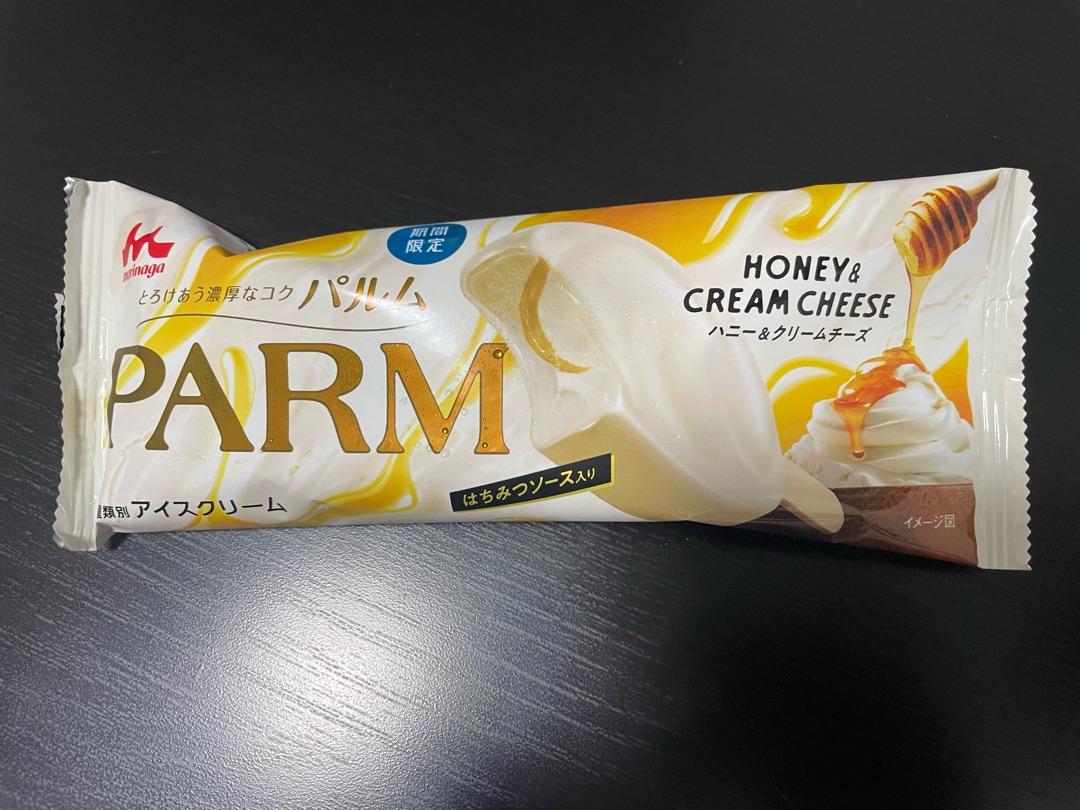 morinaga
期間
限定
とろけあう濃厚なコク パルム
PARM
はちみつソース入り
類別 アイスクリーム
HONEY&
CREAM CHEESE
ハニー&クリームチーズ
イメージ図